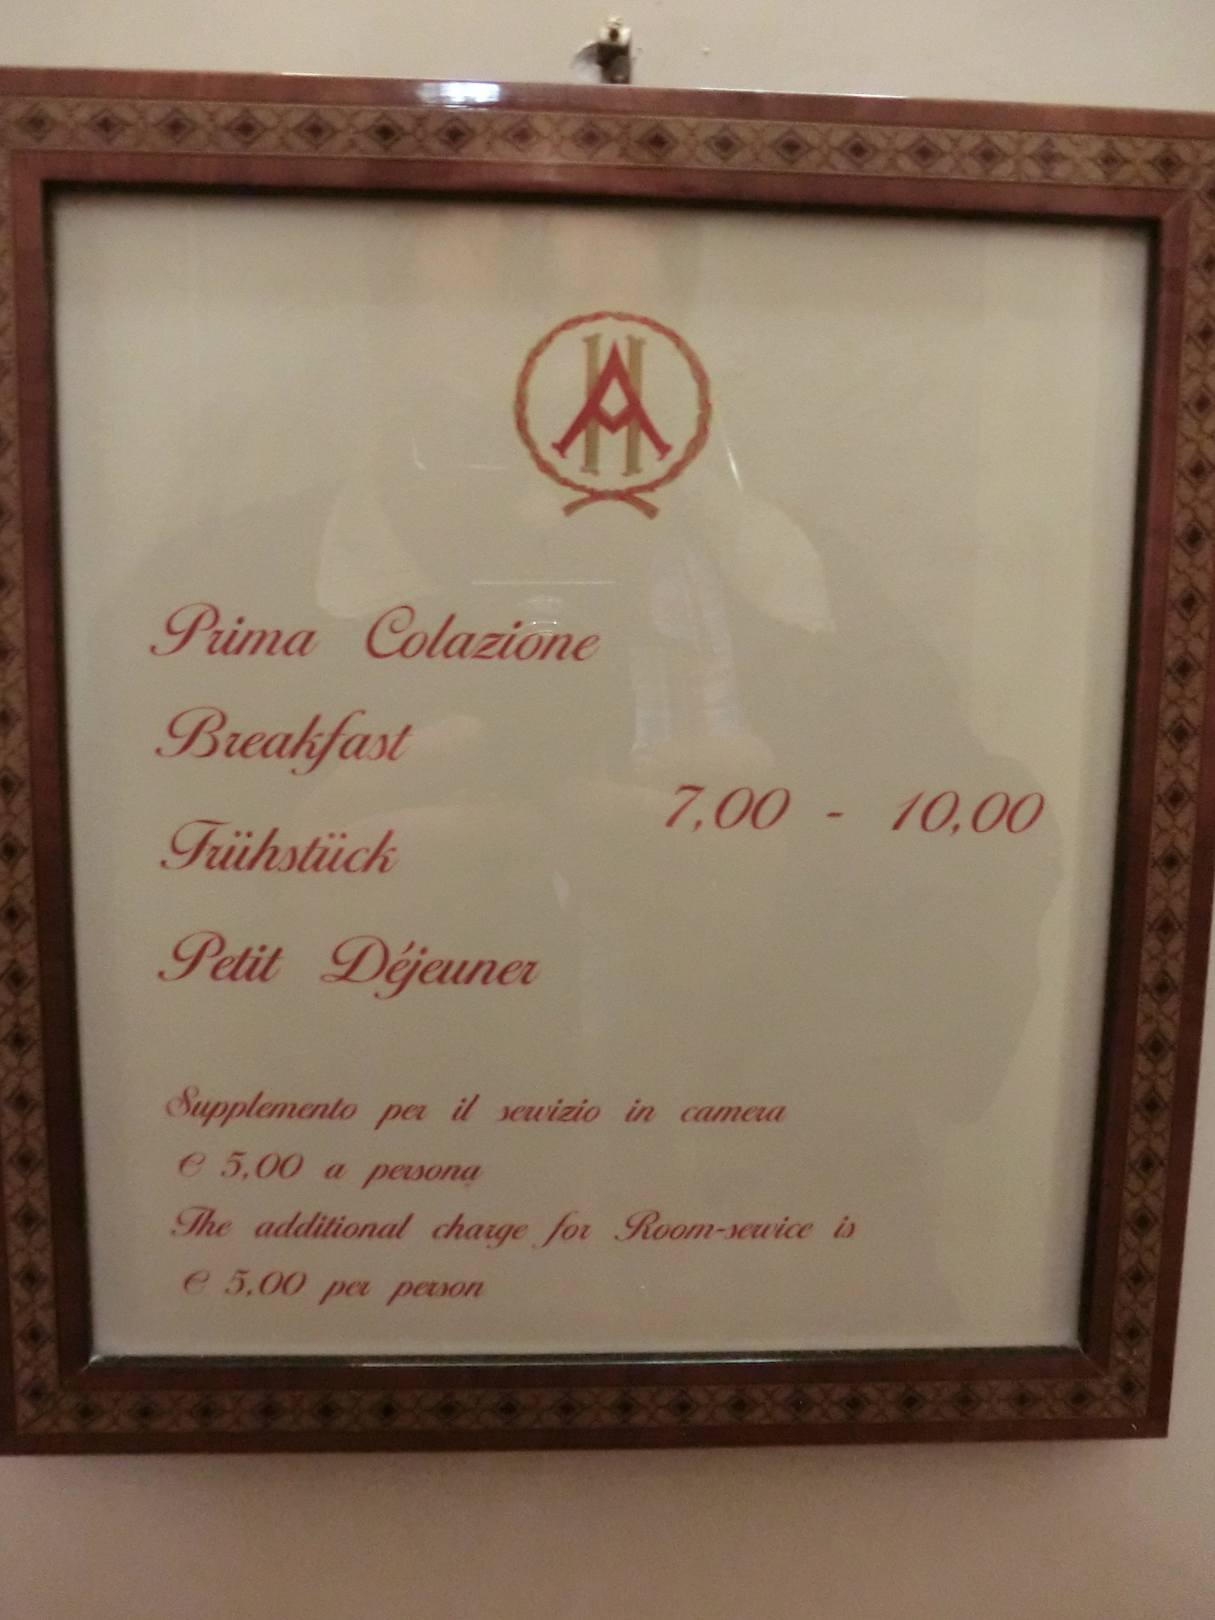 HA
Prima Colazione
Breakfast
7,00 - 10,00
Frühstück
Petit Déjeuner
Supplemento per il servizio in camera
€ 5,00 a persona
The additional charge for Room-service is
€ 5,00 per person